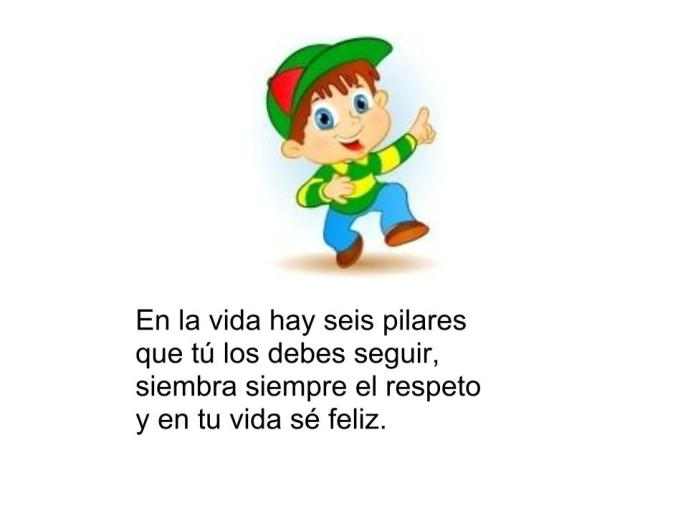 En la vida hay seis pilares
que tú los debes seguir,
siembra siempre el respeto
y en tu vida sé feliz.